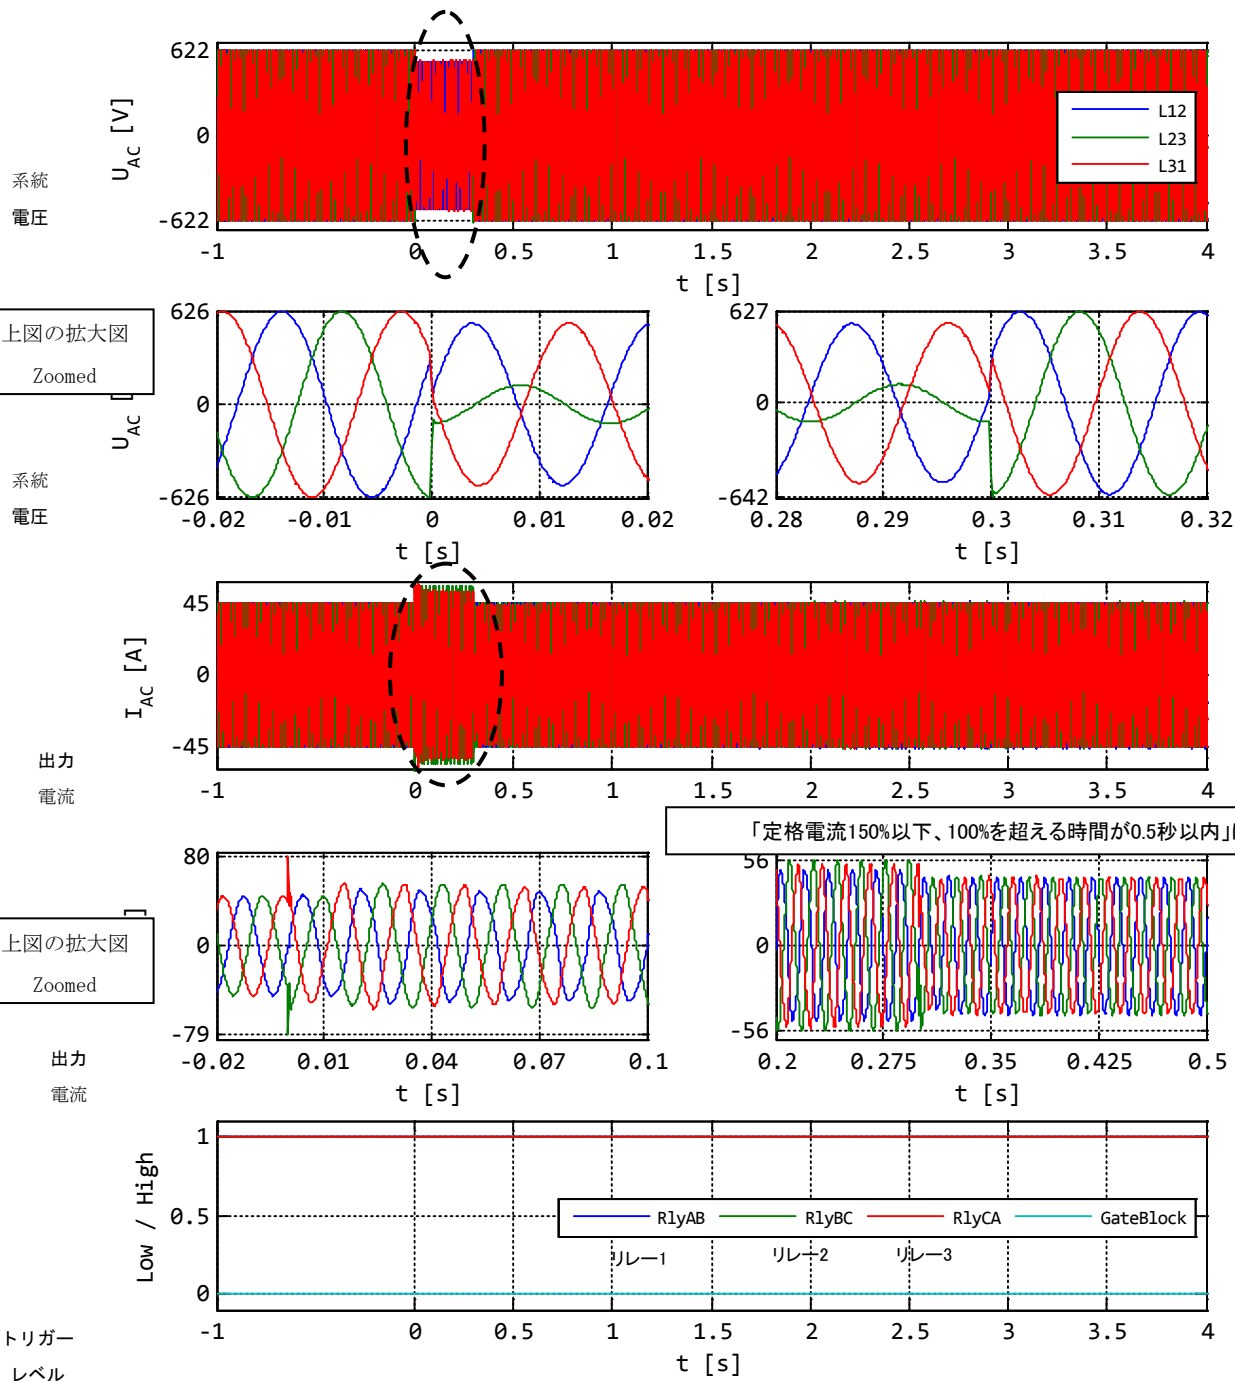 622
0
-622
U_AC [V]
系統
電圧
L12
L23
L31
-1 0 0.5 1 1.5 2 2.5 3 3.5 4
t [s]
上図の拡大図
Zoomed
626
0
-626
U_AC [
系統
電圧
-0.02 -0.01 0 0.01 0.02
t [s]
627
0
-642
0.28 0.29 0.3 0.31 0.32
t [s]
45
0
-45
I_AC [A]
出力
電流
-1 0 0.5 1 1.5 2 2.5 3 3.5 4
「定格電流150%以下、100%を超える時間が0.5秒以内」
上図の拡大図
Zoomed
]
80
0
-79
出力
電流
-0.02 0.01 0.04 0.07 0.1
t [s]
56
0
-56
0.2 0.275 0.35 0.425 0.5
t [s]
1
0.5
0
Low / High
RlyAB RlyBC RlyCA GateBlock
リレー1 リレー2 リレー3
トリガー
レベル
-1 0 0.5 1 1.5 2 2.5 3 3.5 4
t [s]